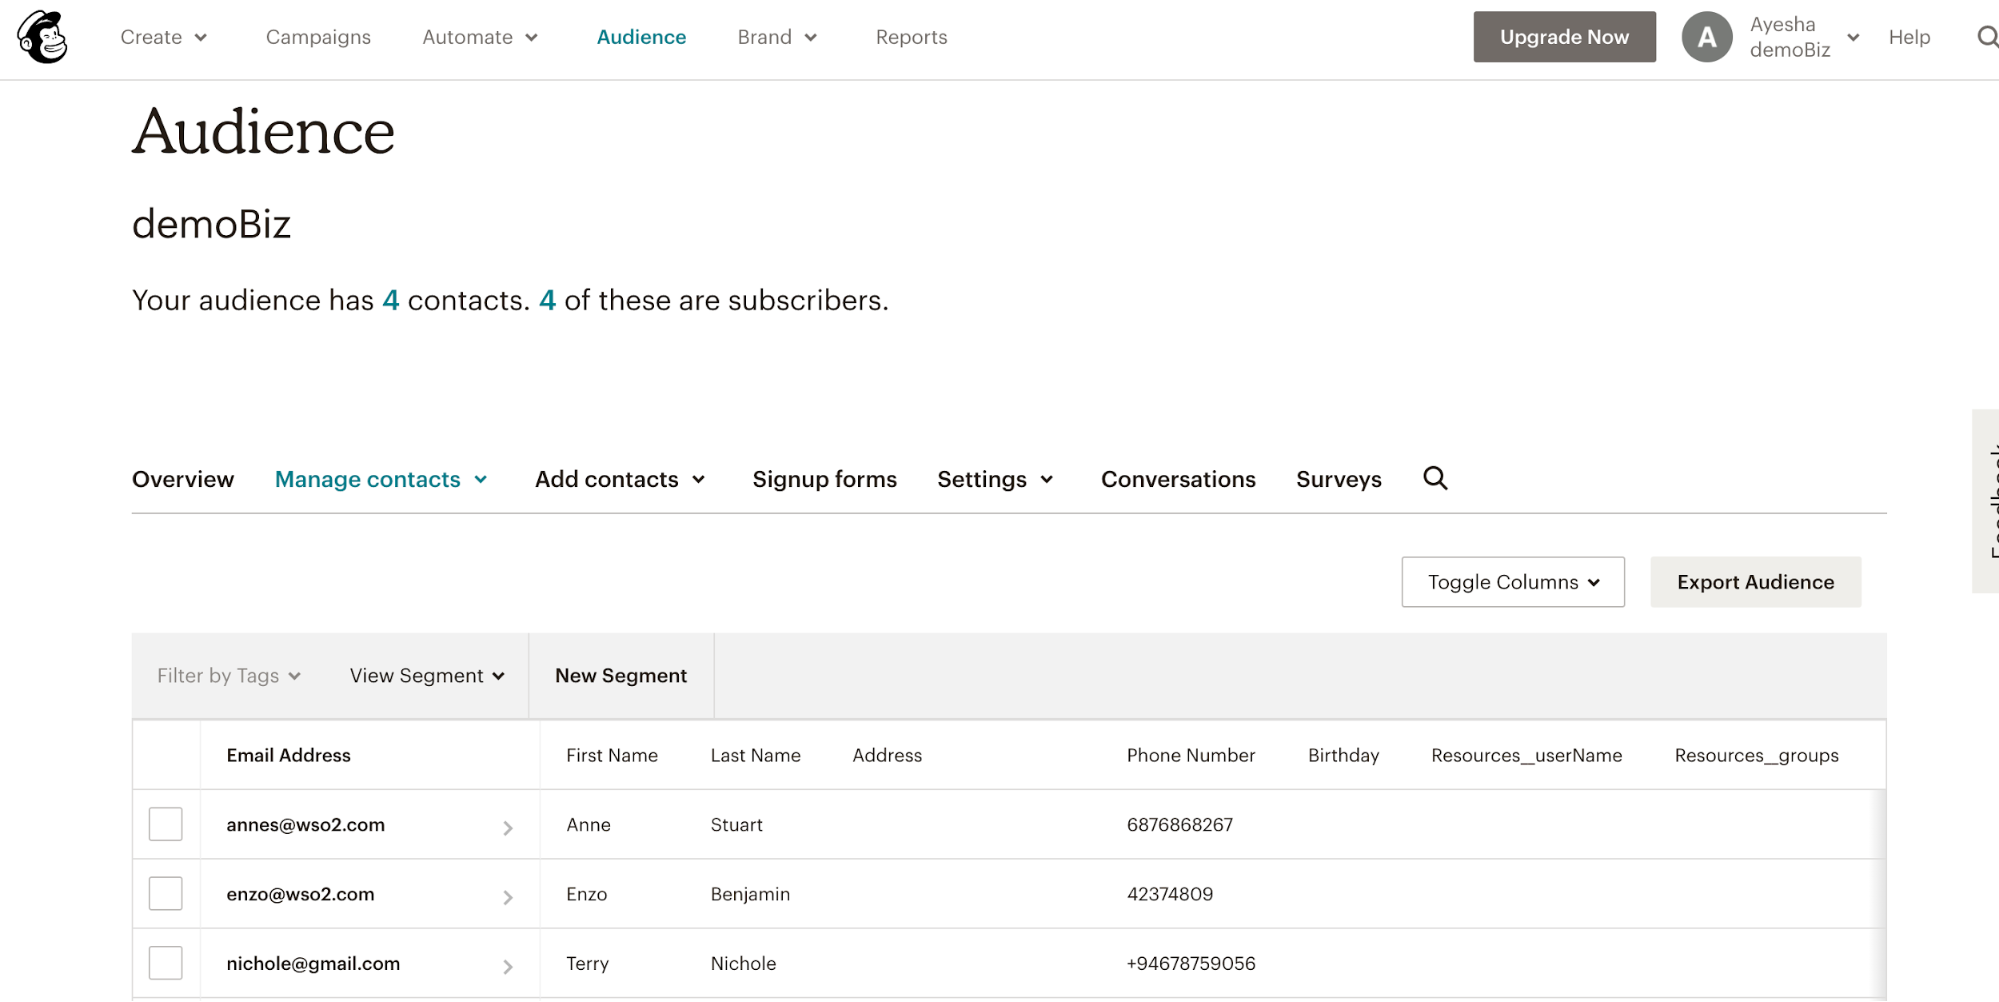 Create Campaigns Automate Audience Brand Reports Upgrade Now A Ayesha demoBiz Help
Audience
demoBiz
Your audience has 4 contacts. 4 of these are subscribers.
Overview Manage contacts Add contacts Signup forms Settings Conversations Surveys
Feedback
Toggle Columns Export Audience
Filter by Tags View Segment New Segment
Email Address First Name Last Name Address Phone Number Birthday Resources_userName Resources_groups
annes@wso2.com Anne Stuart 6876868267
enzo@wso2.com Enzo Benjamin 42374809
nichole@gmail.com Terry Nichole +94678759056